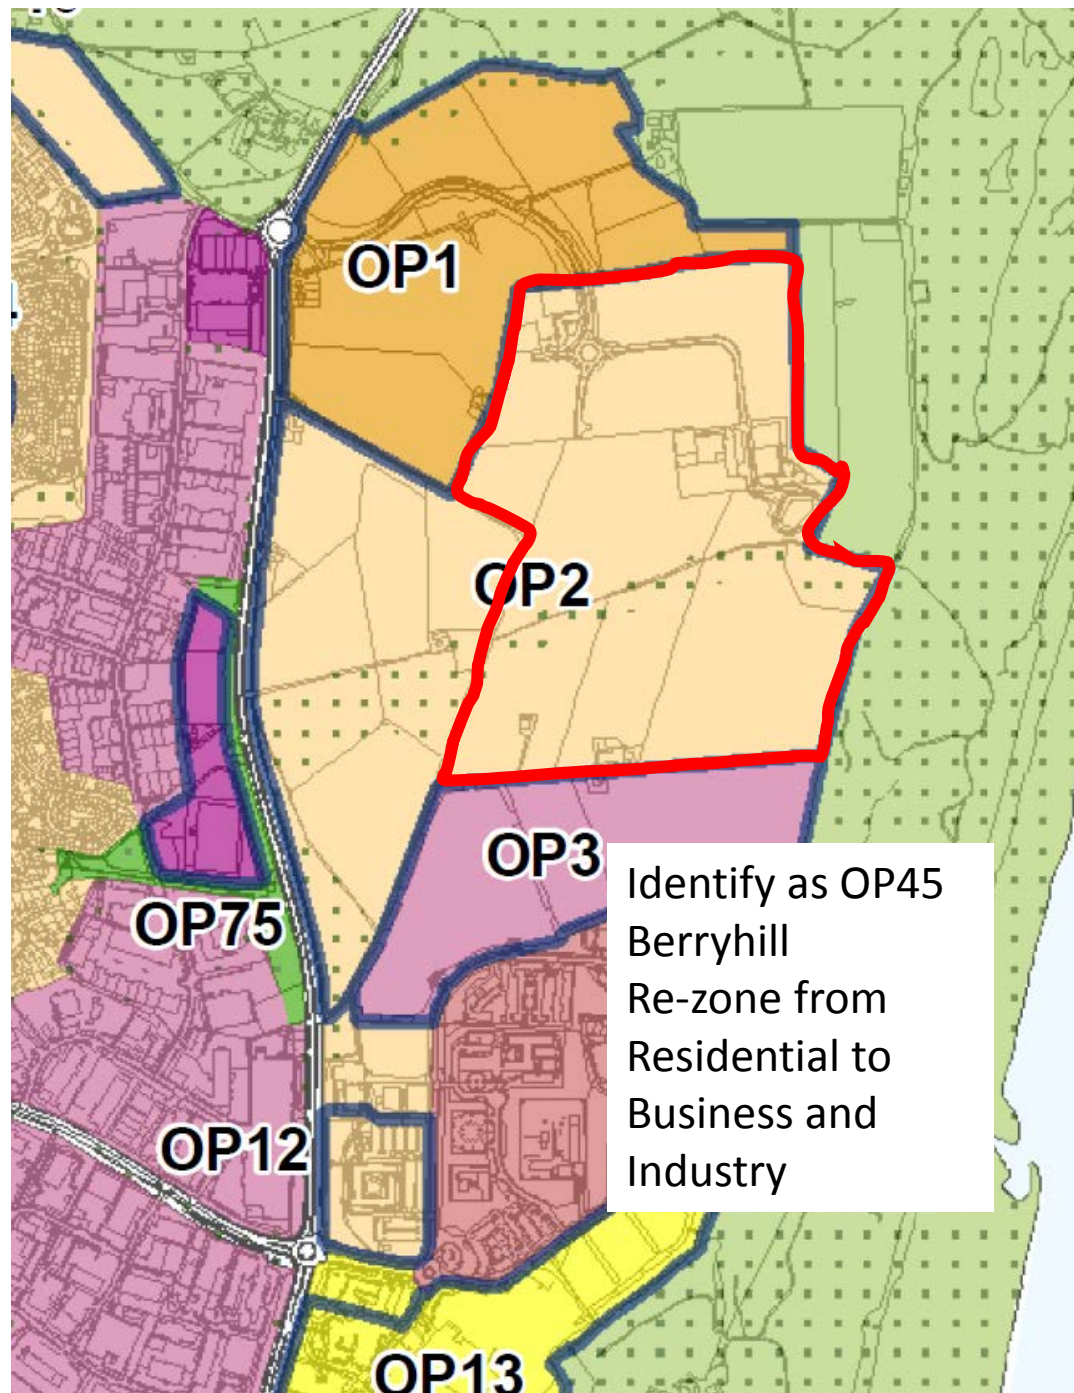 OP1
OP2
OP3
Identify as OP45
Berryhill
Re-zone from
Residential to
Business and
Industry
OP75
OP12
OP13